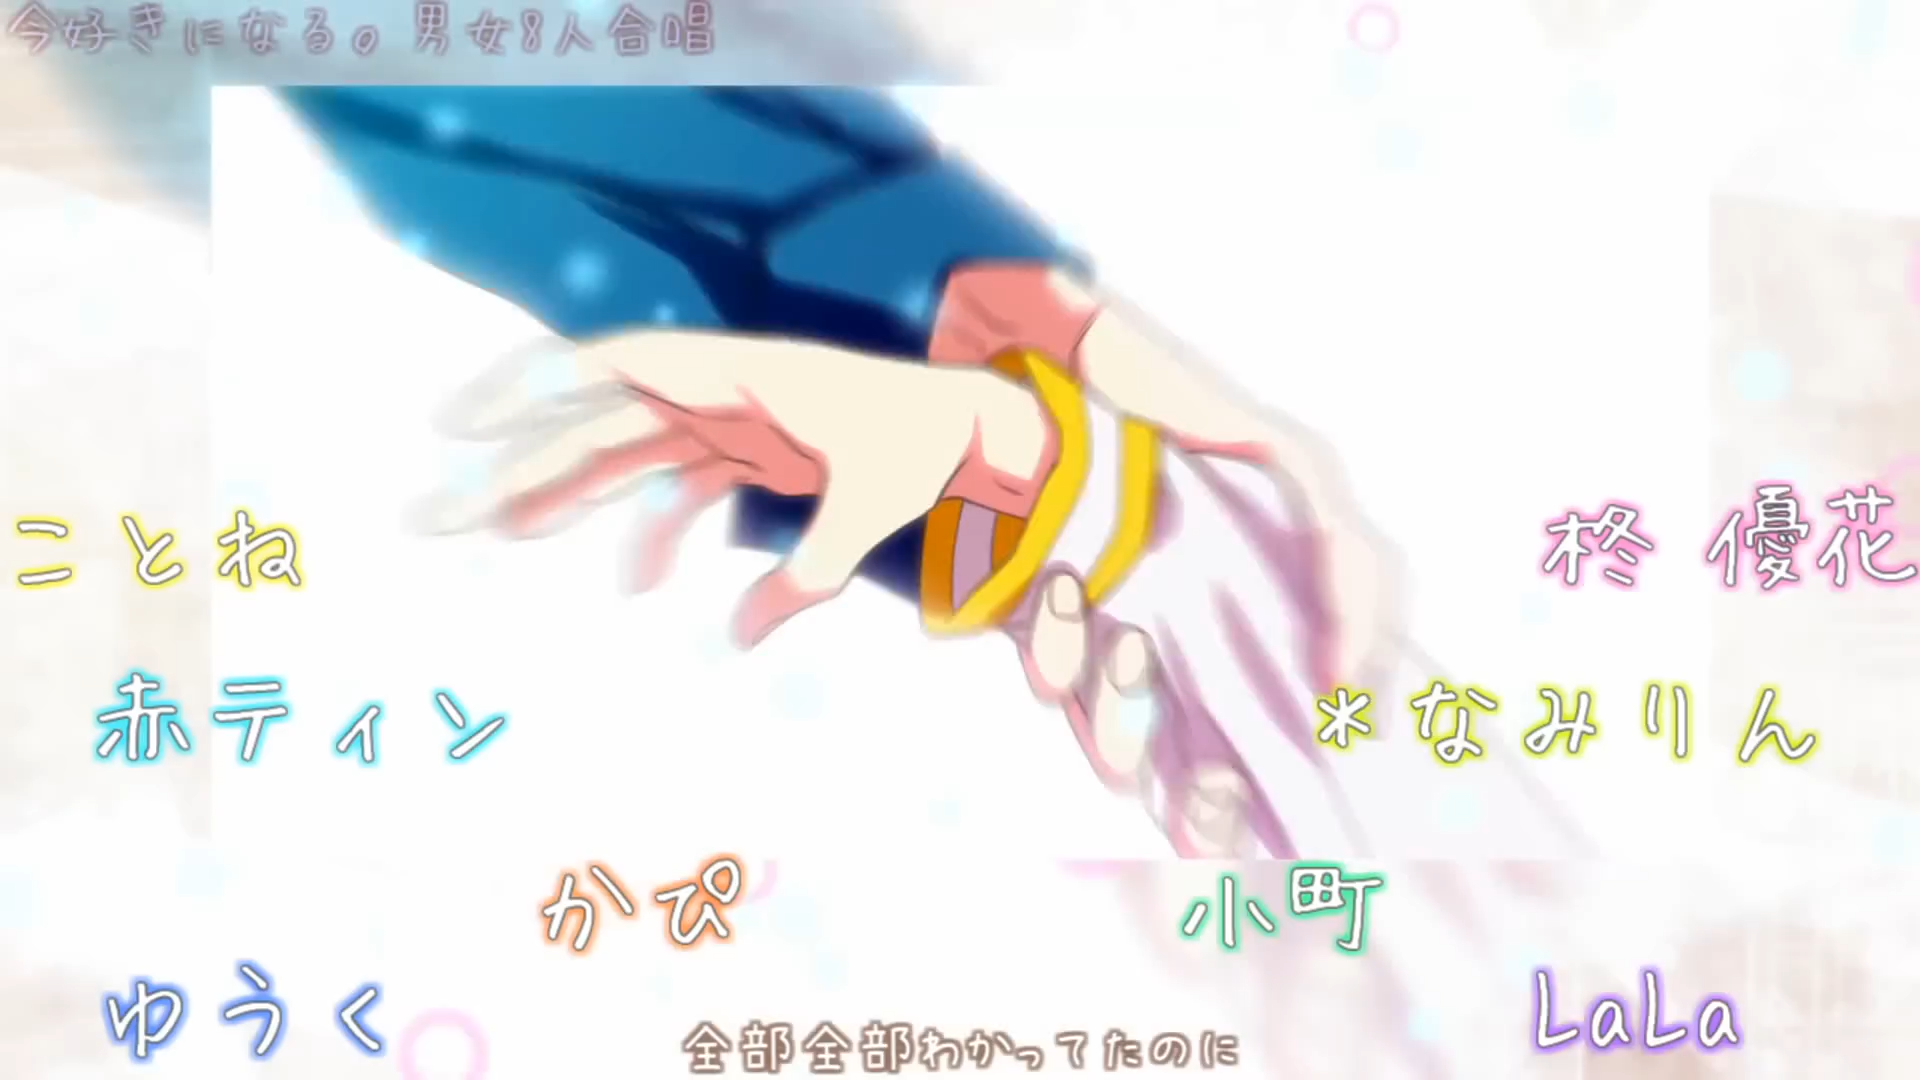 今好きになる。男女8人合唱
ことね
柊 優花
赤ティン
*なみりん
かぴ
小町
ゆうく
LaLa
全部全部わかってたのに